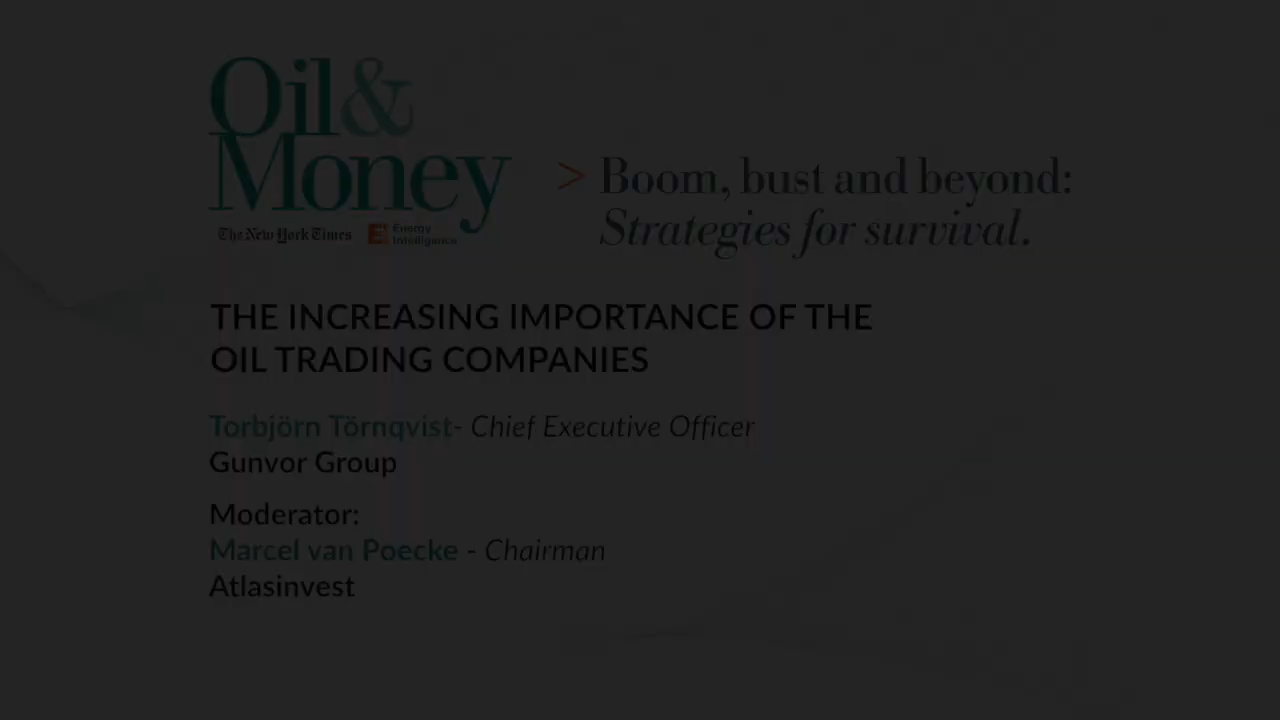 Oil&
Money
The New York Times
Energy
Intelligence
> Boom, bust and beyond:
Strategies for survival.
THE INCREASING IMPORTANCE OF THE
OIL TRADING COMPANIES
Torbjörn Törnqvist- Chief Executive Officer
Gunvor Group
Moderator:
Marcel van Poecke - Chairman
Atlasinvest